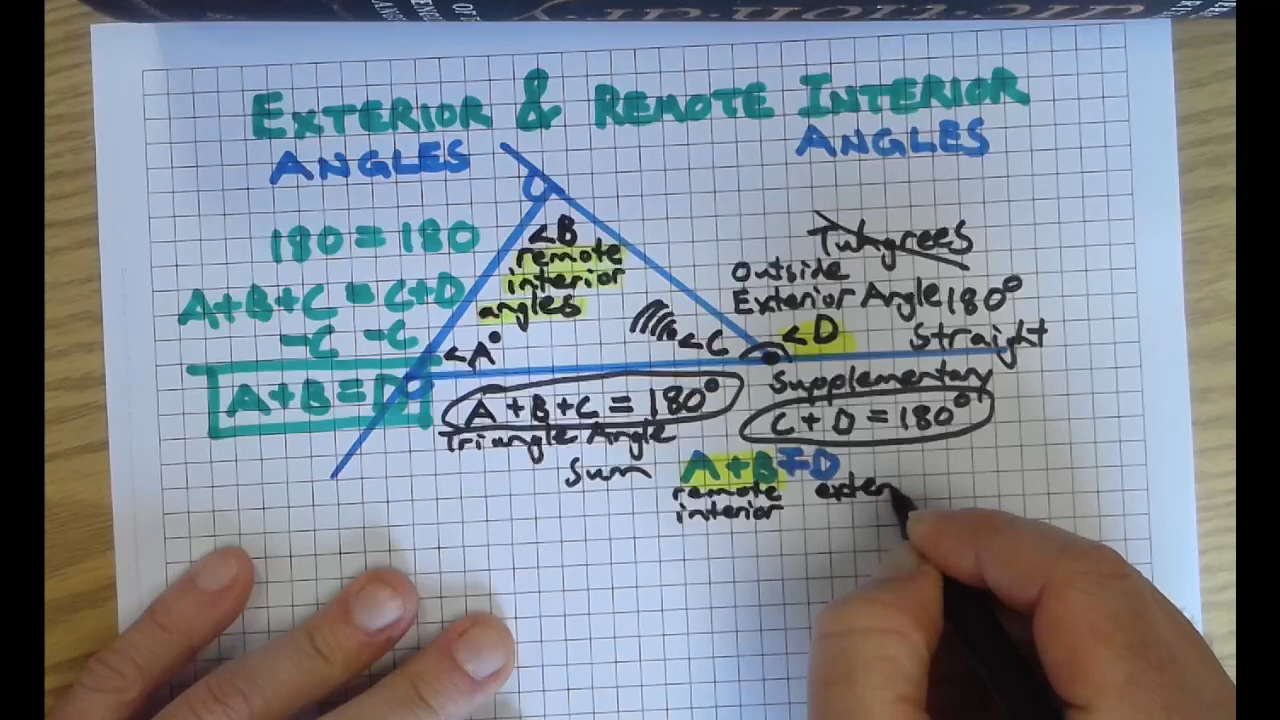 EXTERIOR & REMOTE INTERIOR
ANGLES ANGLES
180 = 180
A+B+C = C+D
-C -C
A+B = D
<B
remote
interior
angles
<A°
<C
Outside
Exterior Angle 180°
<D
Straight
Supplementary
C + D = 180°
A + B + C = 180°
Triangle Angle
Sum
A+B = D
remote
interior
exter